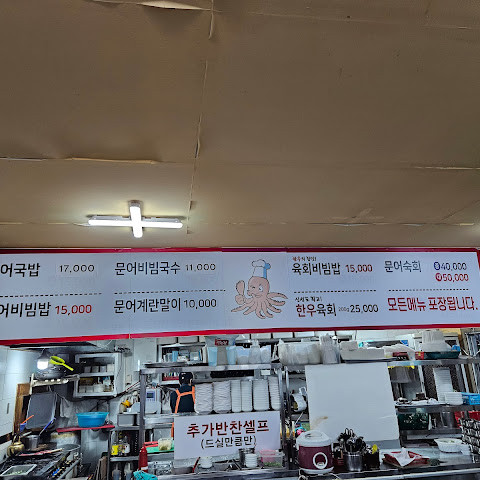 어국밥 17,000 문어비빔국수 11,000 육회비빔밥 15,000 문어숙회 소 40,000
50,000
어비빔밥 15,000 문어계란말이 10,000 한우육회 200g 25,000 모든메뉴 포장됩니다.
추가반찬셀프
(드실만큼만)